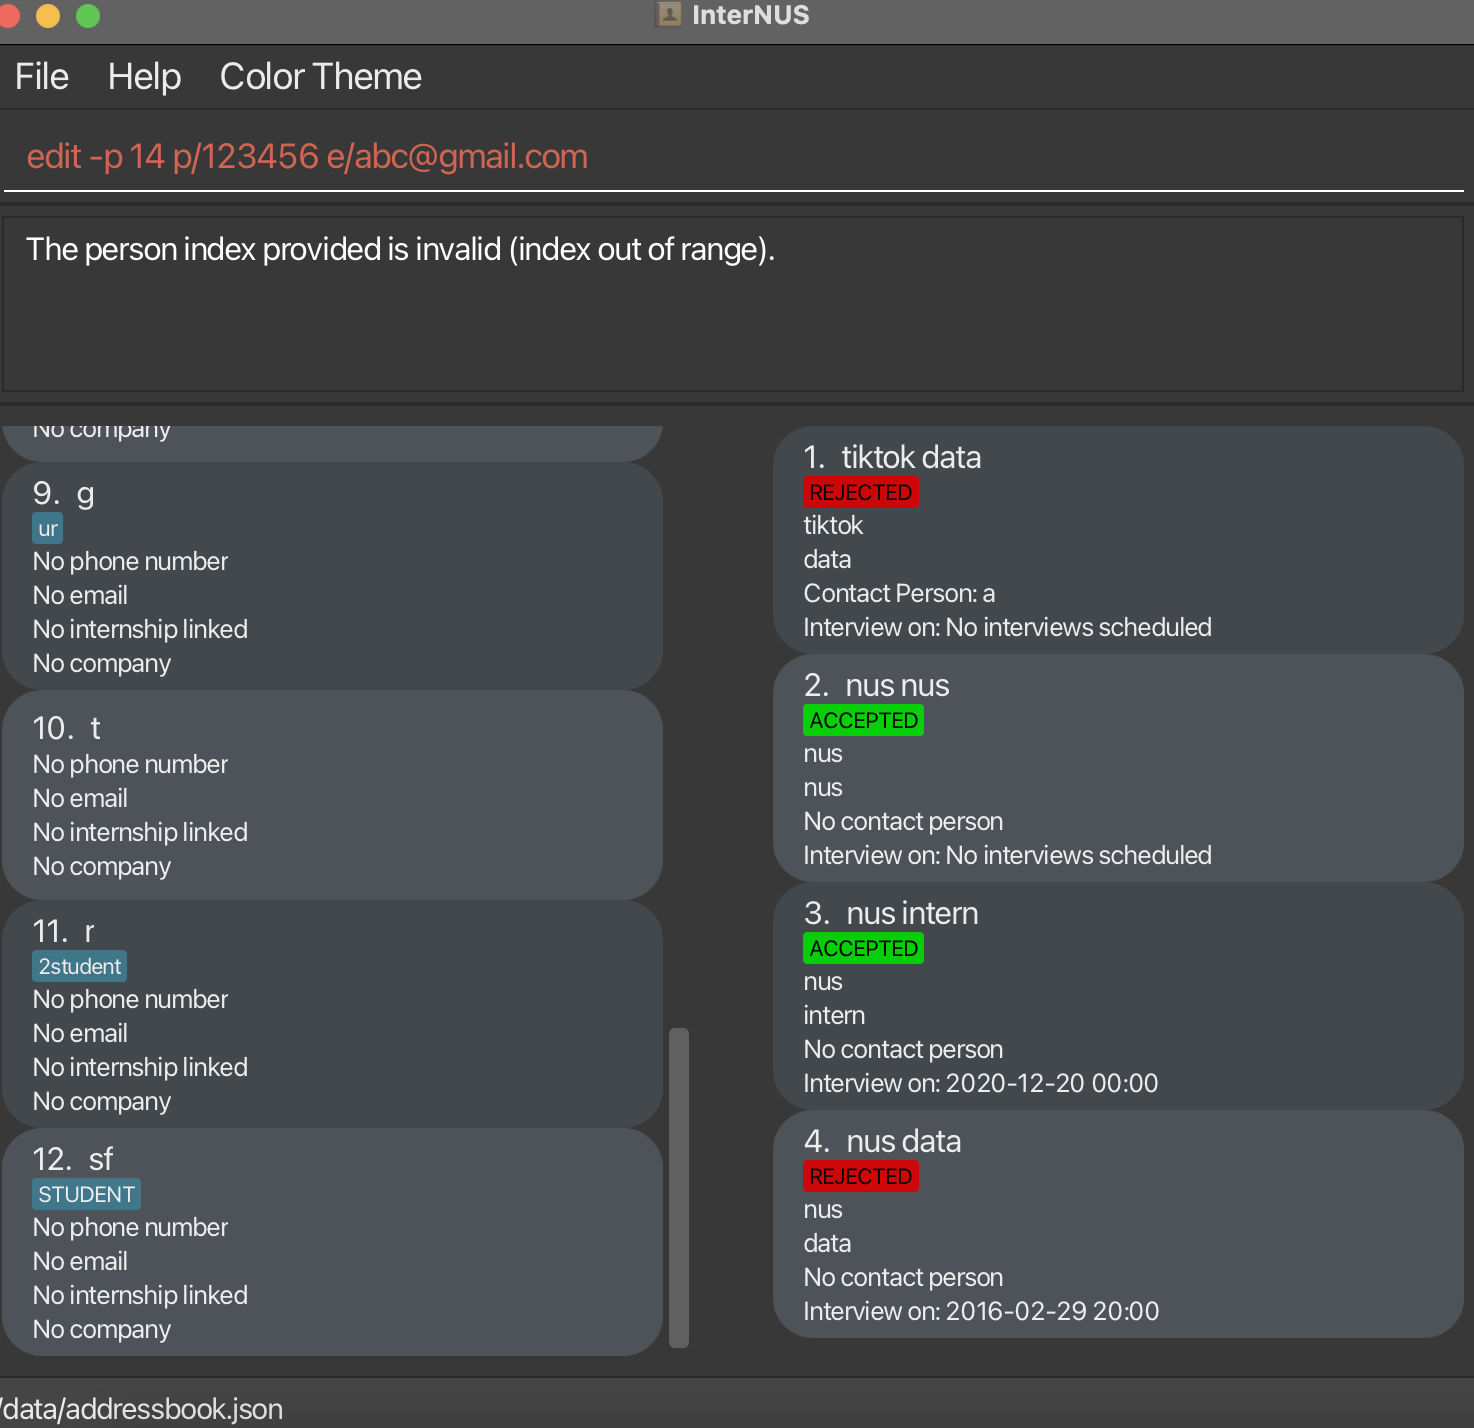 InterNUS
File Help Color Theme
edit -p 14 p/123456 e/abc@gmail.com
The person index provided is invalid (index out of range).
No company
9. g
ur
No phone number
No email
No internship linked
No company
10. t
No phone number
No email
No internship linked
No company
11. r
2student
No phone number
No email
No internship linked
No company
12. sf
STUDENT
No phone number
No email
No internship linked
No company
1. tiktok data
REJECTED
tiktok
data
Contact Person: a
Interview on: No interviews scheduled
2. nus nus
ACCEPTED
nus
nus
No contact person
Interview on: No interviews scheduled
3. nus intern
ACCEPTED
nus
intern
No contact person
Interview on: 2020-12-20 00:00
4. nus data
REJECTED
nus
data
No contact person
Interview on: 2016-02-29 20:00
/data/addressbook.json